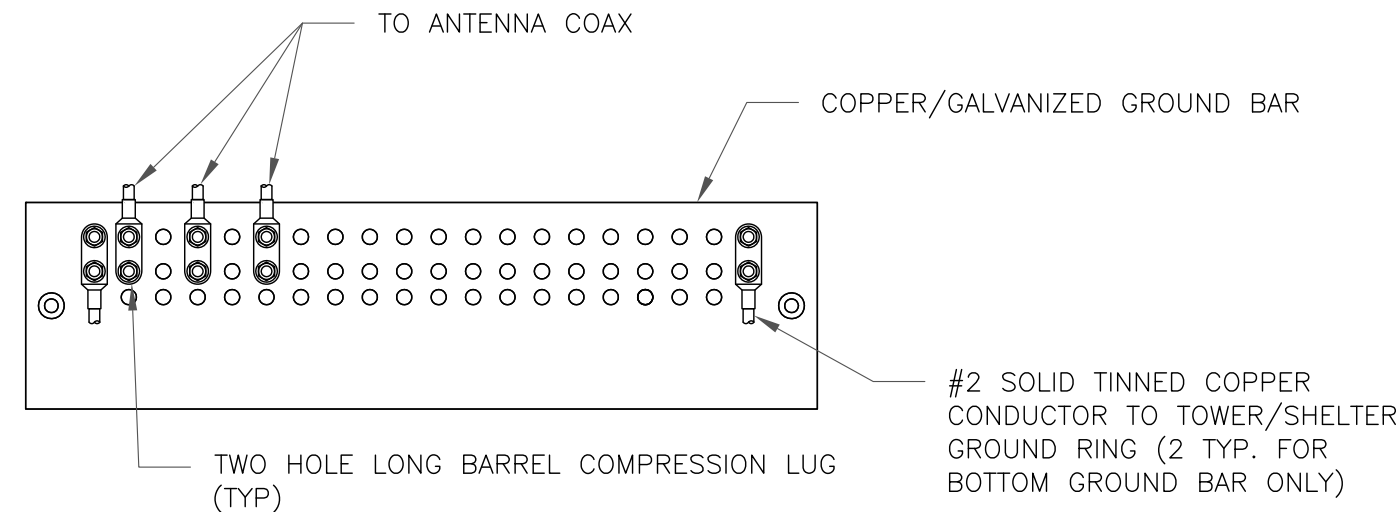 TO ANTENNA COAX
COPPER/GALVANIZED GROUND BAR
#2 SOLID TINNED COPPER
CONDUCTOR TO TOWER/SHELTER
GROUND RING (2 TYP. FOR
BOTTOM GROUND BAR ONLY)
TWO HOLE LONG BARREL COMPRESSION LUG
(TYP)